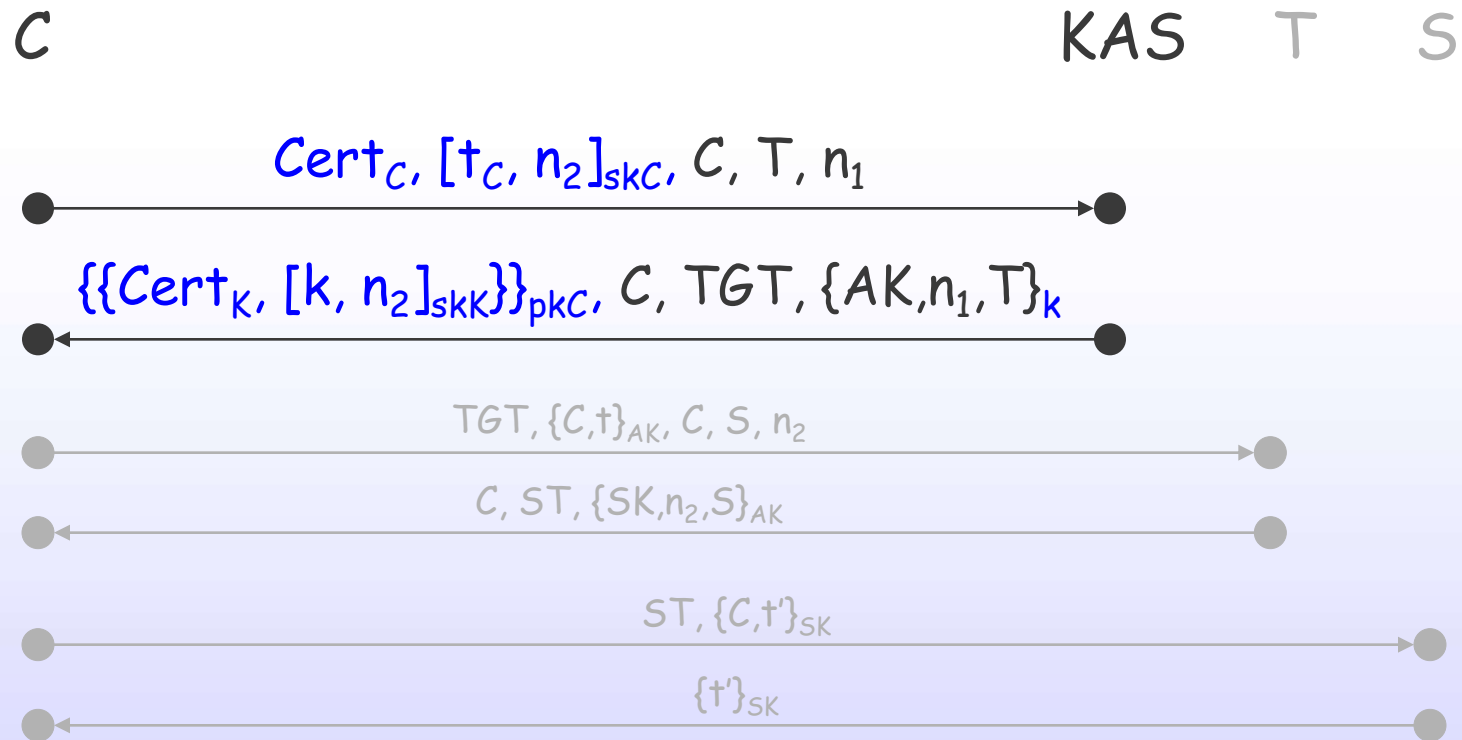 C KAS T S
Cert_C, [t_C, n_2]_skC, C, T, n_1
{{Cert_K, [k, n_2]_skK}}_pkC, C, TGT, {AK,n_1,T}_k
TGT, {C,t}_AK, C, S, n_2
C, ST, {SK,n_2,S}_AK
ST, {C,t'}_SK
{t'}_SK